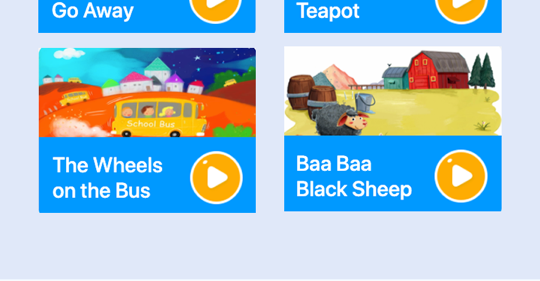 Go Away
Teapot
School Bus
The Wheels
on the Bus
Baa Baa
Black Sheep